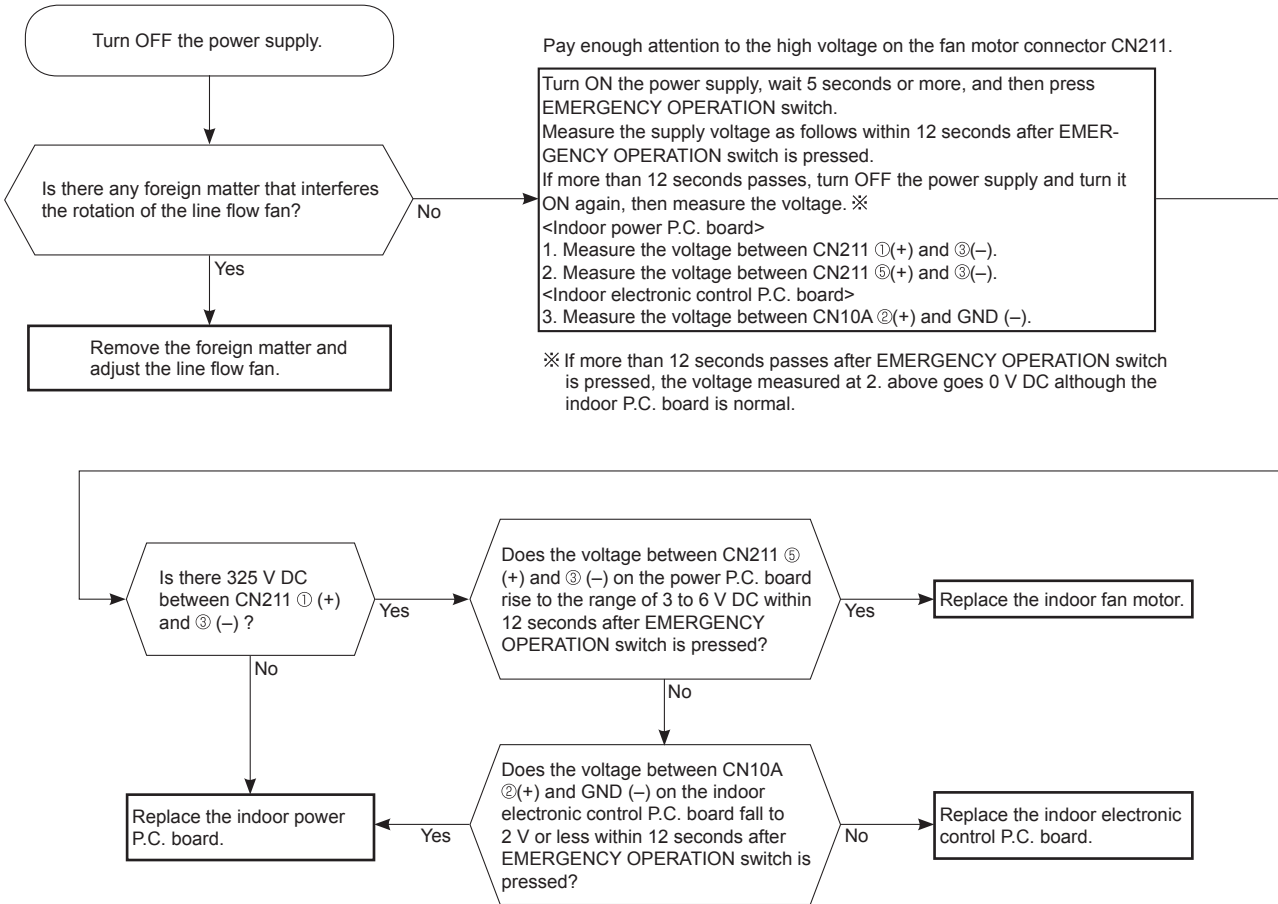 Turn OFF the power supply.
Is there any foreign matter that interferes
the rotation of the line flow fan?
No
Yes
Remove the foreign matter and
adjust the line flow fan.
Pay enough attention to the high voltage on the fan motor connector CN211.
Turn ON the power supply, wait 5 seconds or more, and then press
EMERGENCY OPERATION switch.
Measure the supply voltage as follows within 12 seconds after EMER-
GENCY OPERATION switch is pressed.
If more than 12 seconds passes, turn OFF the power supply and turn it
ON again, then measure the voltage. ※
<Indoor power P.C. board>
1. Measure the voltage between CN211 ①(+) and ③(–).
2. Measure the voltage between CN211 ⑤(+) and ③(–).
<Indoor electronic control P.C. board>
3. Measure the voltage between CN10A ②(+) and GND (–).
※ If more than 12 seconds passes after EMERGENCY OPERATION switch
is pressed, the voltage measured at 2. above goes 0 V DC although the
indoor P.C. board is normal.
Is there 325 V DC
between CN211 ① (+)
and ③ (–) ?
Yes
No
Does the voltage between CN211 ⑤
(+) and ③ (–) on the power P.C. board
rise to the range of 3 to 6 V DC within
12 seconds after EMERGENCY
OPERATION switch is pressed?
Yes
No
Replace the indoor fan motor.
Replace the indoor power
P.C. board.
Yes
Does the voltage between CN10A
②(+) and GND (–) on the indoor
electronic control P.C. board fall to
2 V or less within 12 seconds after
EMERGENCY OPERATION switch is
pressed?
No
Replace the indoor electronic
control P.C. board.